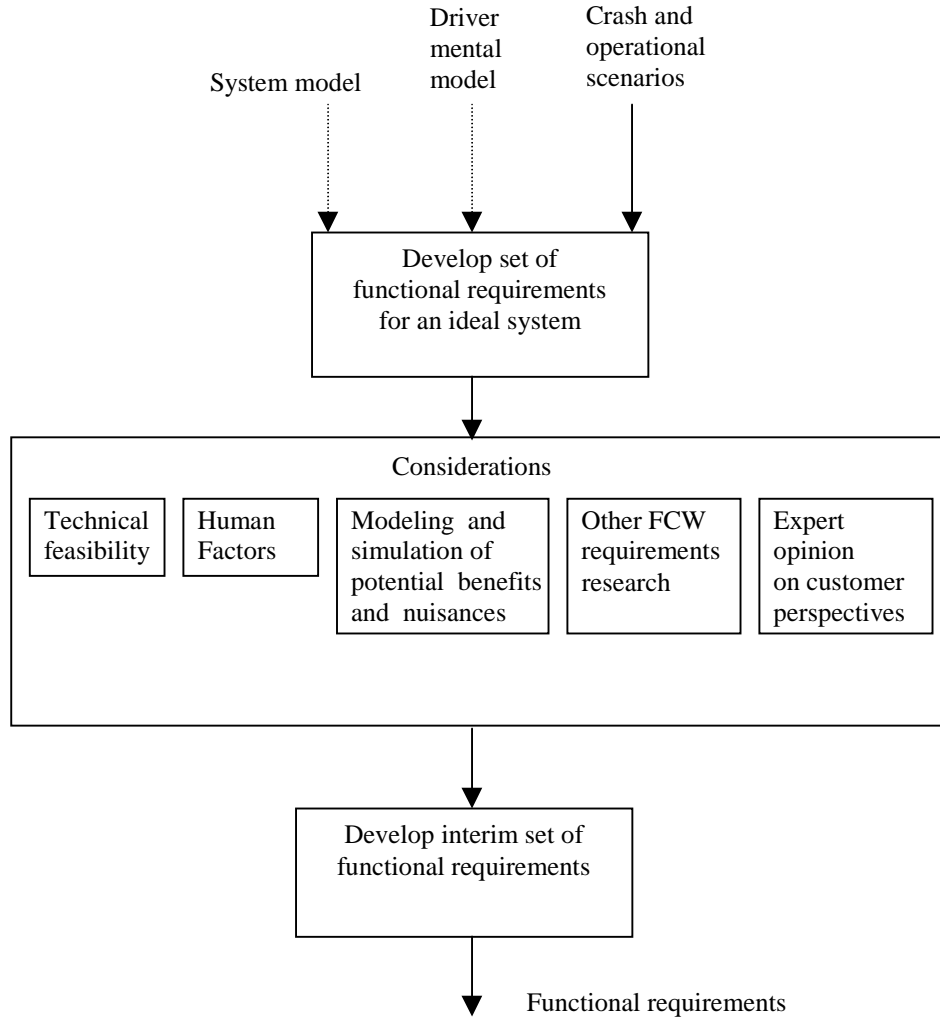 System model
Driver
mental
model
Crash and
operational
scenarios
Develop set of
functional requirements
for an ideal system
Considerations
Technical
feasibility
Human
Factors
Modeling and
simulation of
potential benefits
and nuisances
Other FCW
requirements
research
Expert
opinion
on customer
perspectives
Develop interim set of
functional requirements
Functional requirements